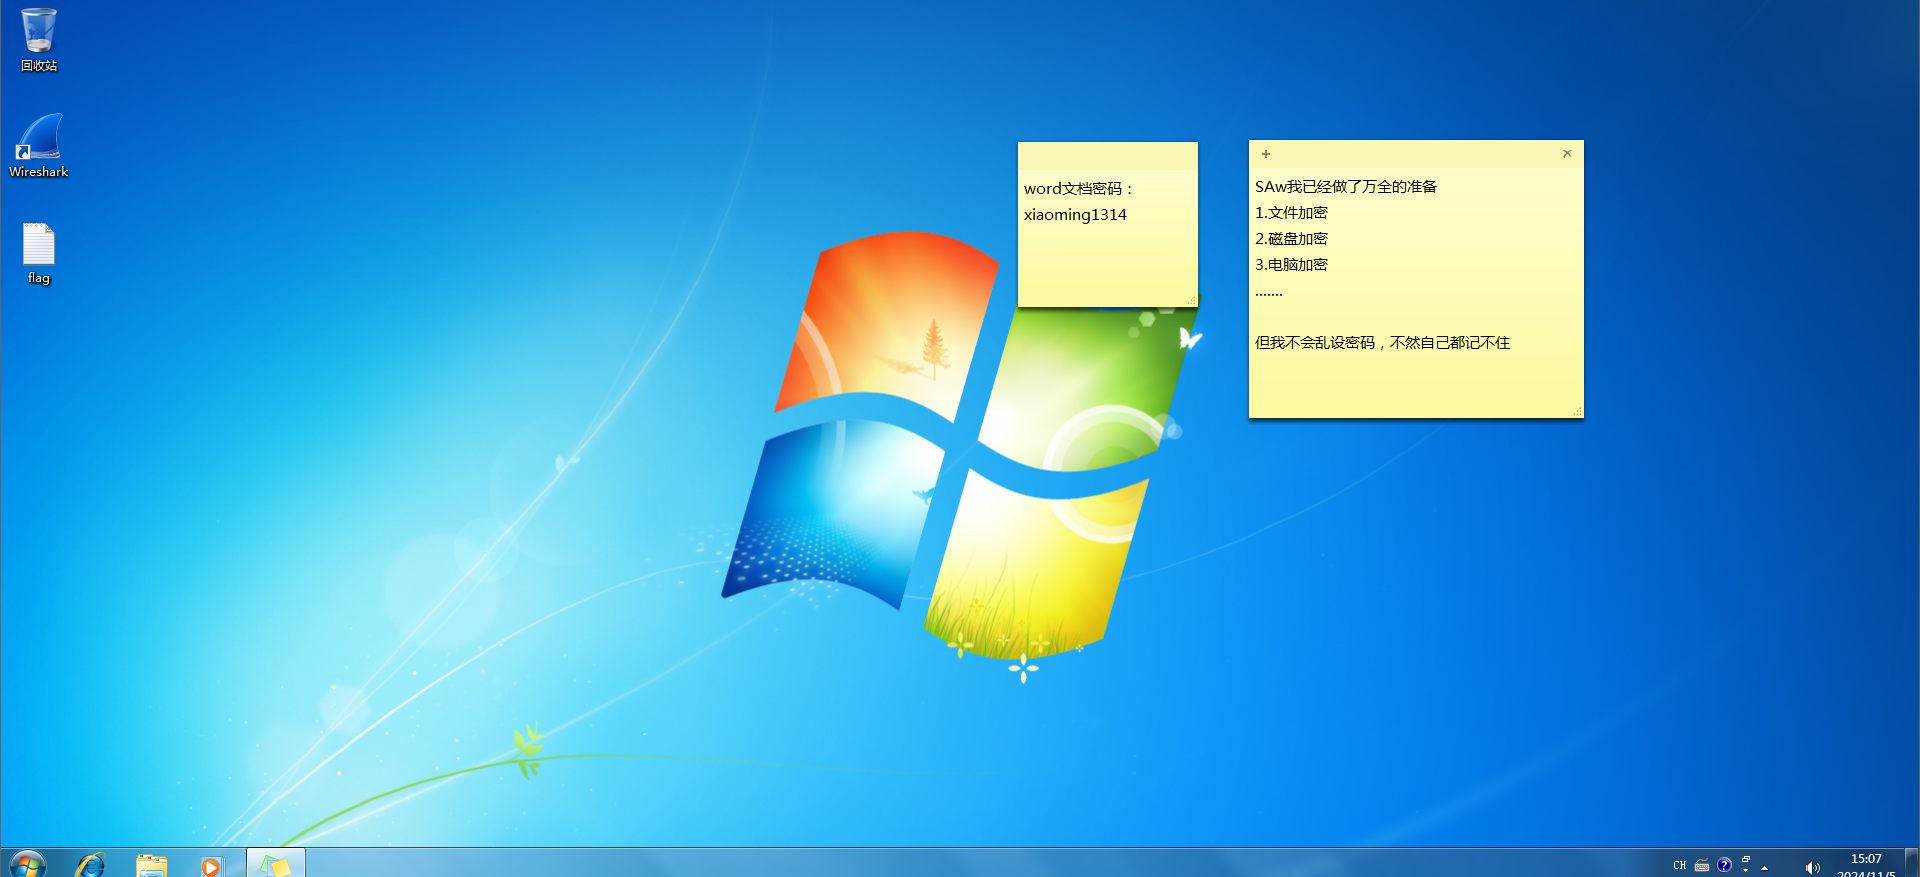 回收站
Wireshark
flag
word文档密码：
xiaoming1314
SAw我已经做了万全的准备
1.文件加密
2.磁盘加密
3.电脑加密
.......
但我不会乱设密码，不然自己都记不住
CH
15:07
2024/11/5